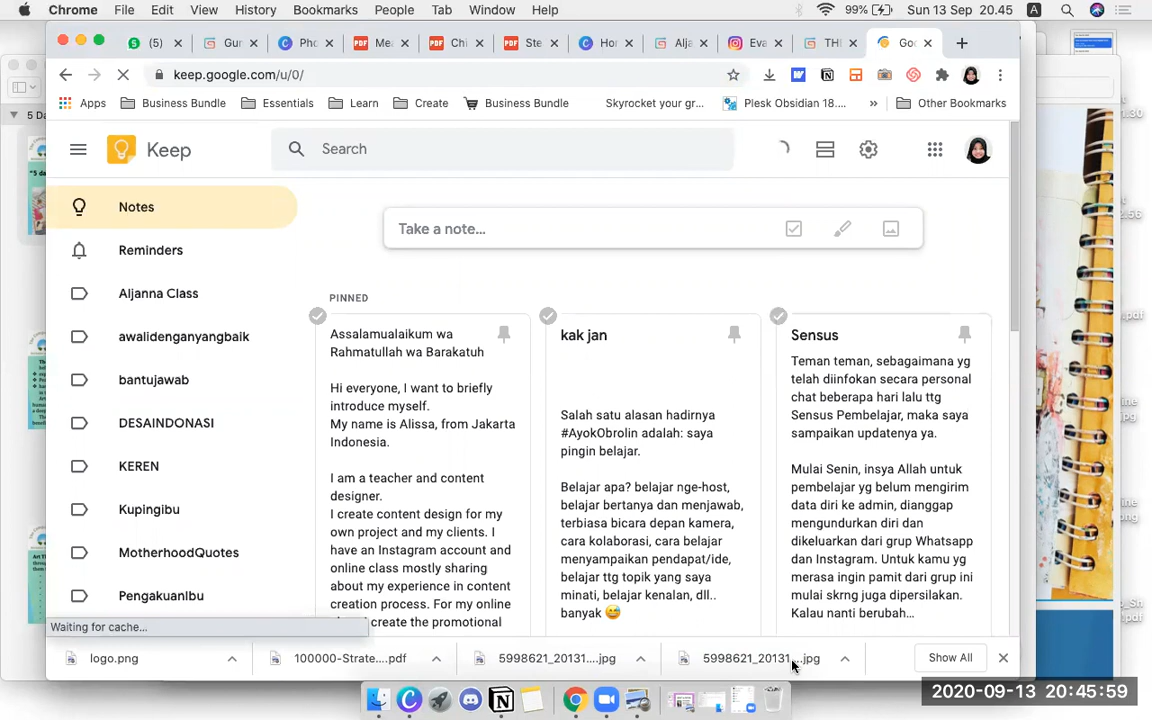 Chrome File Edit View History Bookmarks People Tab Window Help 99% Sun 13 Sep 20.45 A
(5) Gur Pho Me Chi Ste Hor Alja Eva THI Goo
keep.google.com/u/0/
Apps Business Bundle Essentials Learn Create Business Bundle Skyrocket your gr... Plesk Obsidian 18.... » Other Bookmarks
Keep
Search
Notes
Reminders
Aljanna Class
awalidenganyangbaik
bantujawab
DESAINDONASI
KEREN
Kupingibu
MotherhoodQuotes
PengakuanIbu
Take a note...
PINNED
Assalamualaikum wa
Rahmatullah wa Barakatuh
Hi everyone, I want to briefly
introduce myself.
My name is Alissa, from Jakarta
Indonesia.
I am a teacher and content
designer.
I create content design for my
own project and my clients. I
have an Instagram account and
online class mostly sharing
about my experience in content
creation process. For my online
create the promotional
kak jan
Salah satu alasan hadirnya
#AyokObrolin adalah: saya
pingin belajar.
Belajar apa? belajar nge-host,
belajar bertanya dan menjawab,
terbiasa bicara depan kamera,
cara kolaborasi, cara belajar
menyampaikan pendapat/ide,
belajar ttg topik yang saya
minati, belajar kenalan, dll..
banyak 😅
Sensus
Teman teman, sebagaimana yg
telah diinfokan secara personal
chat beberapa hari lalu ttg
Sensus Pembelajar, maka saya
sampaikan updatenya ya.
Mulai Senin, insya Allah untuk
pembelajar yg belum mengirim
data diri ke admin, dianggap
mengundurkan diri dan
dikeluarkan dari grup Whatsapp
dan Instagram. Untuk kamu yg
merasa ingin pamit dari grup ini
mulai skrng juga dipersilakan.
Kalau nanti berubah...
Waiting for cache...
logo.png 100000-Strate....pdf 5998621_20131....jpg 5998621_20131....jpg Show All
2020-09-13 20:45:59